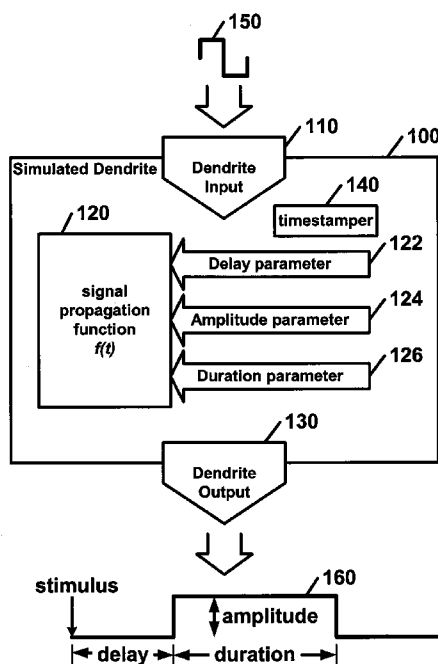 150
110
100
Simulated Dendrite
Dendrite
Input
140
timestamper
120
122
Delay parameter
signal
propagation
function
f(t)
124
Amplitude parameter
126
Duration parameter
130
Dendrite
Output
160
stimulus
amplitude
delay
duration